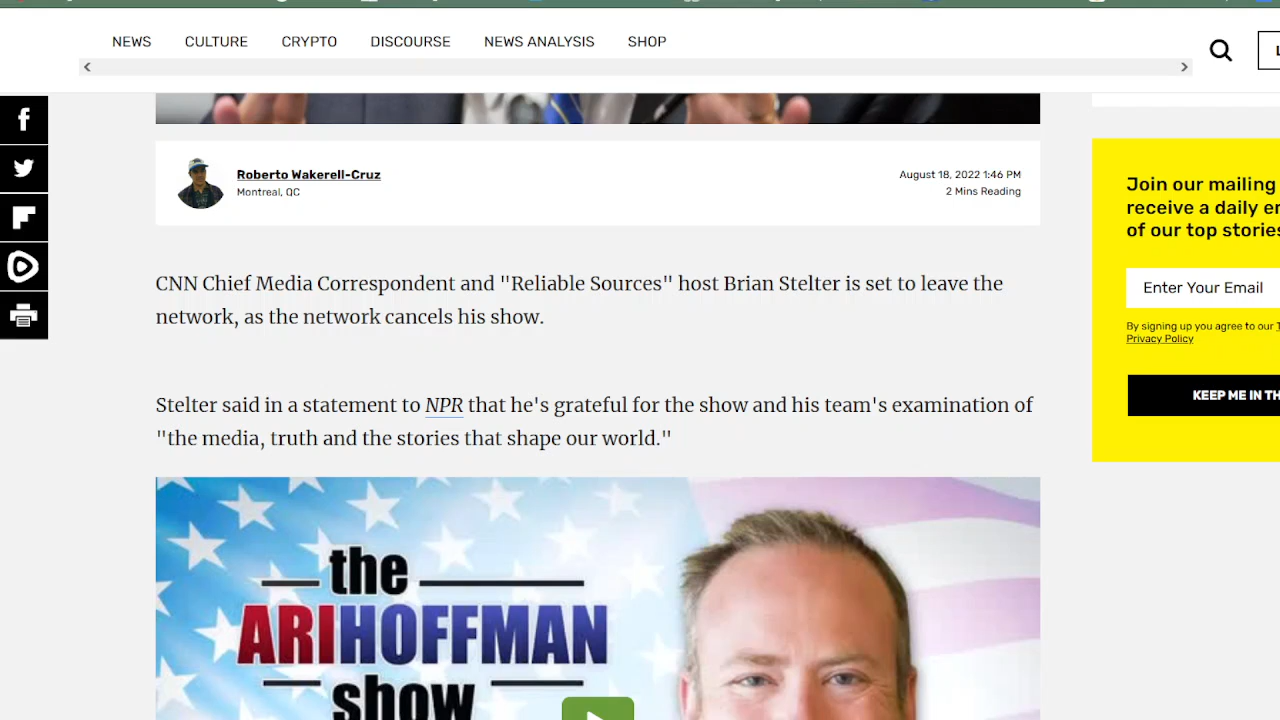 NEWS CULTURE CRYPTO DISCOURSE NEWS ANALYSIS SHOP
Roberto Wakerell-Cruz
Montreal, QC
August 18, 2022 1:46 PM
2 Mins Reading
CNN Chief Media Correspondent and "Reliable Sources" host Brian Stelter is set to leave the
network, as the network cancels his show.
Stelter said in a statement to NPR that he's grateful for the show and his team's examination of
"the media, truth and the stories that shape our world."
the
ARI HOFFMAN
show
Join our mailing
receive a daily
of our top stories
Enter Your Email
By signing up you agree to our
Privacy Policy
KEEP ME IN